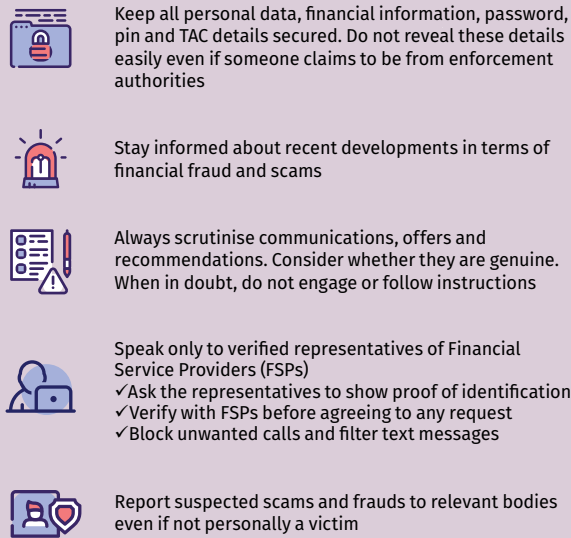 Keep all personal data, financial information, password,
pin and TAC details secured. Do not reveal these details
easily even if someone claims to be from enforcement
authorities
Stay informed about recent developments in terms of
financial fraud and scams
Always scrutinise communications, offers and
recommendations. Consider whether they are genuine.
When in doubt, do not engage or follow instructions
Speak only to verified representatives of Financial
Service Providers (FSPs)
✓Ask the representatives to show proof of identification
✓Verify with FSPs before agreeing to any request
✓Block unwanted calls and filter text messages
Report suspected scams and frauds to relevant bodies
even if not personally a victim